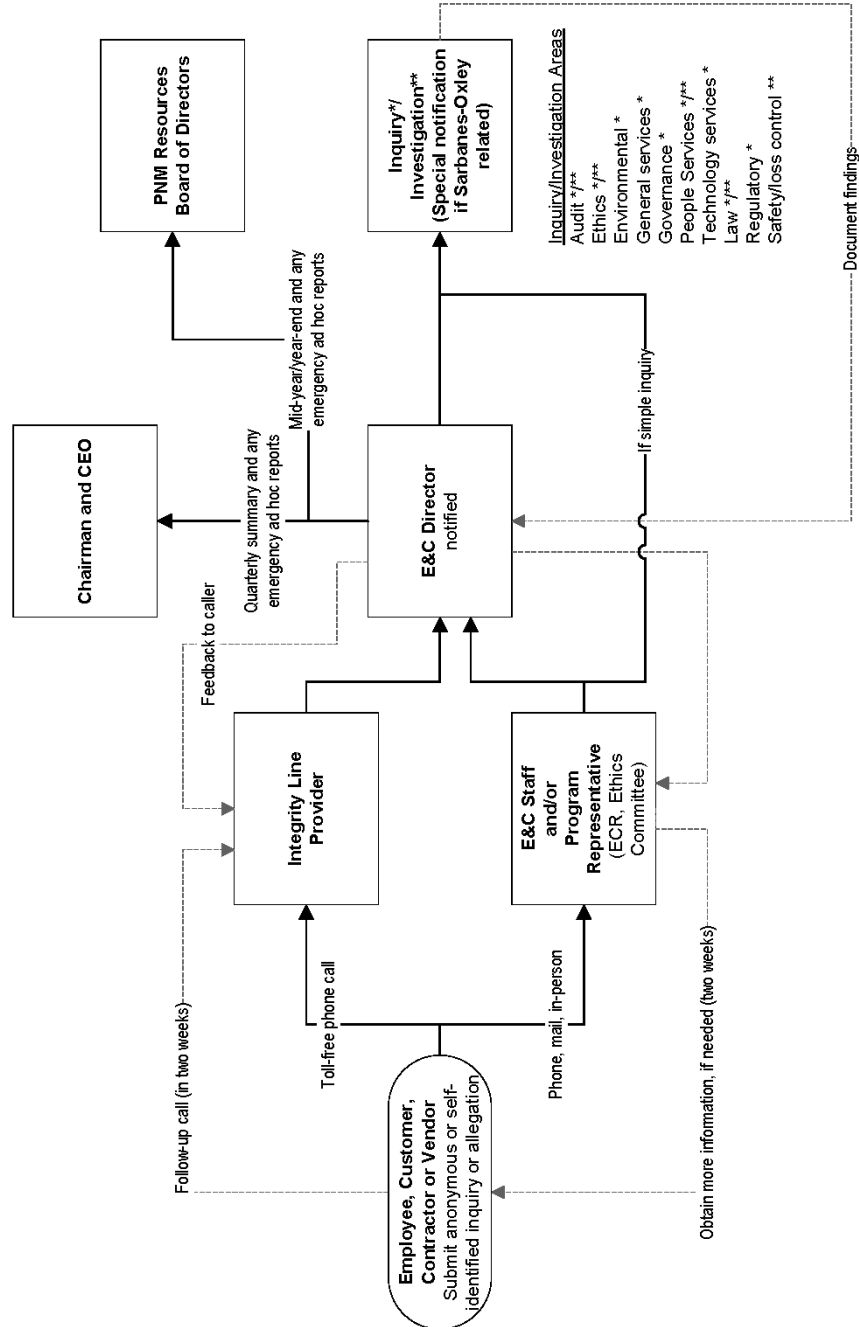 Employee, Customer,
Contractor or Vendor
Submit anonymous or self-
identified inquiry or allegation
Follow-up call (in two weeks)
Toll-free phone call
Phone, mail, in-person
Obtain more information, if needed (two weeks)
Integrity Line
Provider
E&C Staff
and/or
Program
Representative
(ECR, Ethics
Committee)
Feedback to caller
E&C Director
notified
Quarterly summary and any
emergency ad hoc reports
Mid-year/year-end and any
emergency ad hoc reports
If simple inquiry
Chairman and CEO
PNM Resources
Board of Directors
Inquiry*/
Investigation**
(Special notification
if Sarbanes-Oxley
related)
Inquiry/Investigation Areas
Audit */**
Ethics */**
Environmental *
General services *
Governance *
People Services */**
Technology services *
Law */**
Regulatory *
Safety/loss control **
Document findings